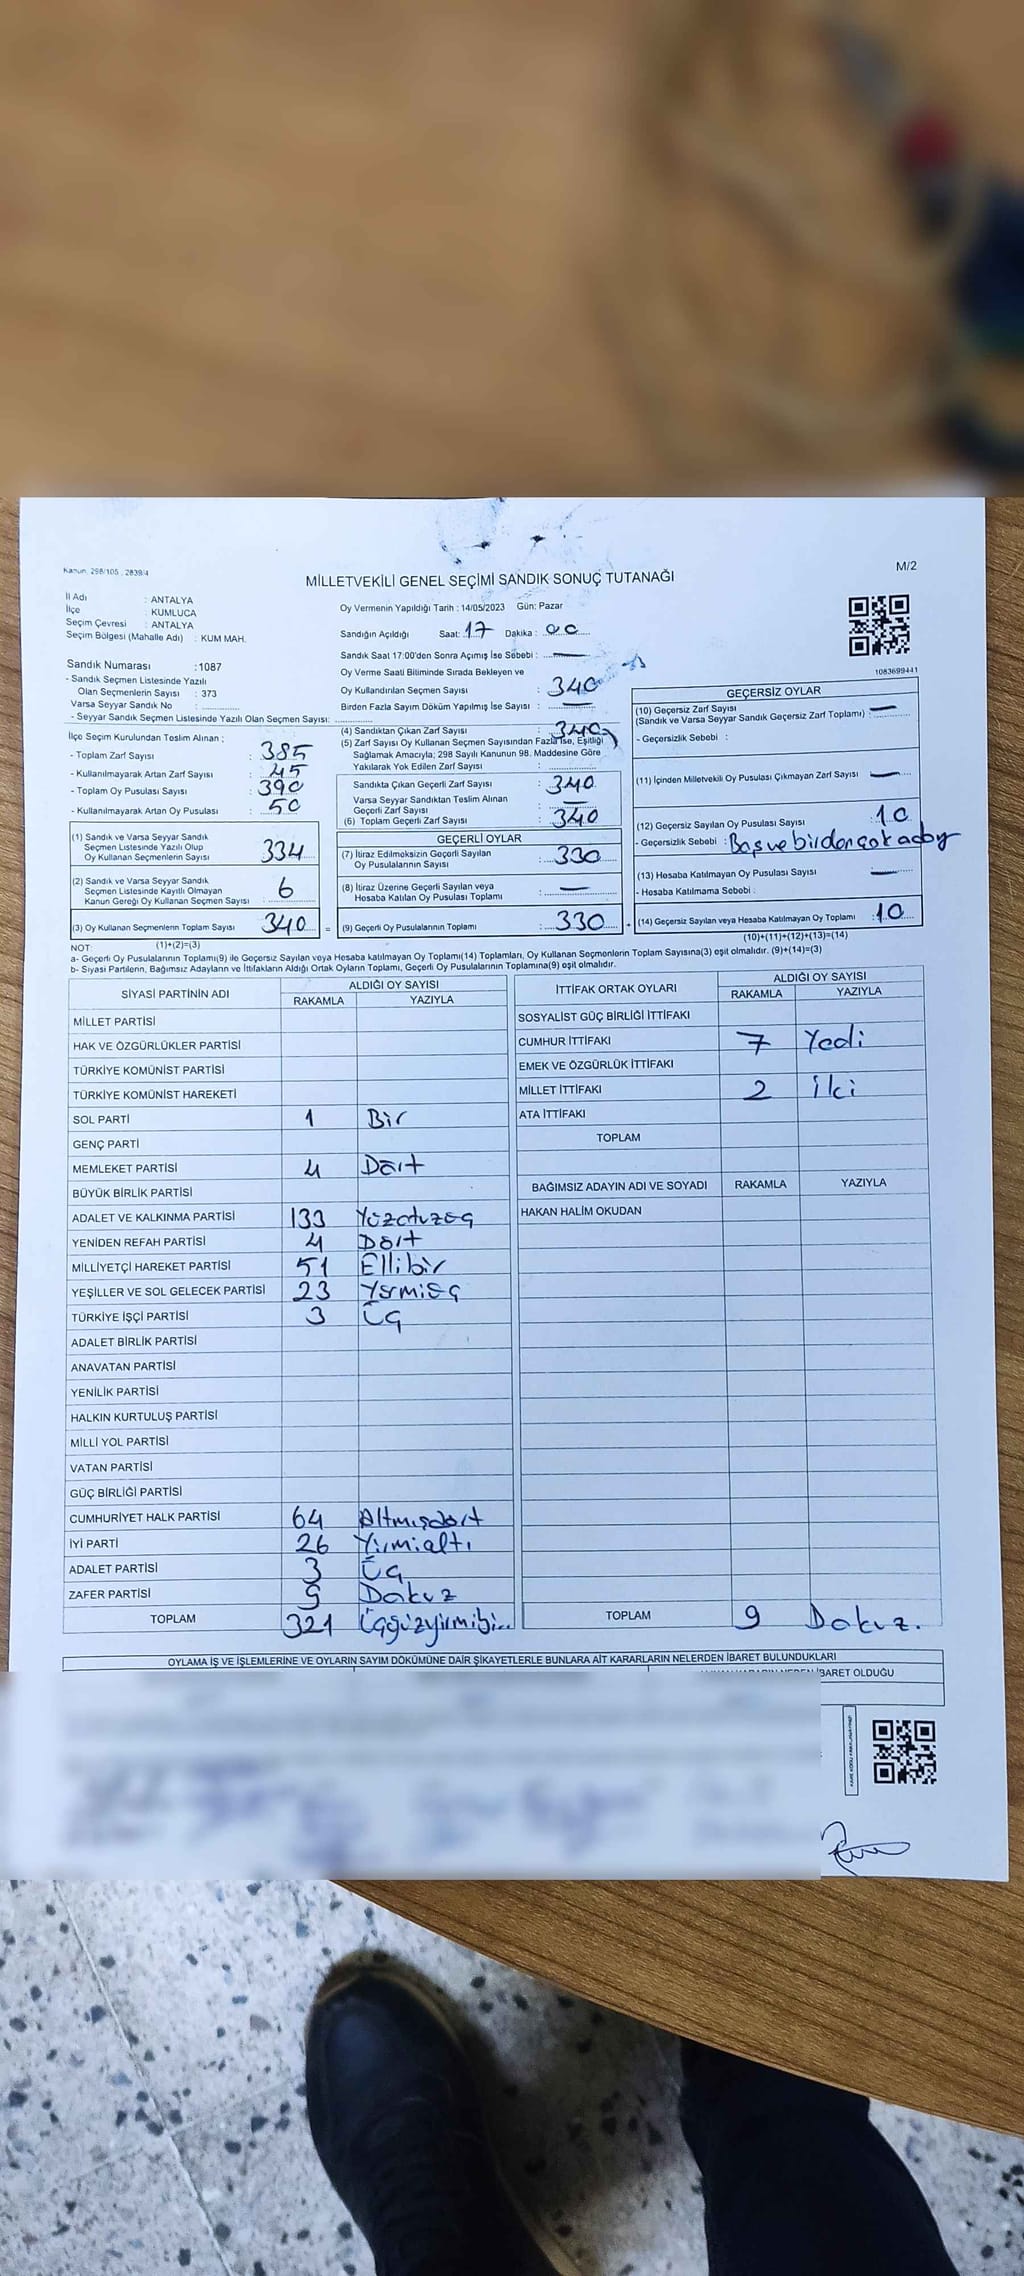 Kanun: 298/105 , 2839/4
M/2
MİLLETVEKİLİ GENEL SEÇİMİ SANDIK SONUÇ TUTANAĞI
İl Adı : ANTALYA
İlçe : KUMLUCA
Seçim Çevresi : ANTALYA
Seçim Bölgesi (Mahalle Adı) : KUM MAH.
Oy Vermenin Yapıldığı Tarih : 14/05/2023 Gün: Pazar
Sandığın Açıldığı Saat: 17 Dakika : 00
Sandık Saat 17:00'den Sonra Açımış İse Sebebi : —
Oy Verme Saati Bitiminde Sırada Bekleyen ve
Oy Kullandırılan Seçmen Sayısı : 340
Birden Fazla Sayım Döküm Yapılmış İse Sayısı : —
1083699441
Sandık Numarası :1087
- Sandık Seçmen Listesinde Yazılı
Olan Seçmenlerin Sayısı : 373
Varsa Seyyar Sandık No :
- Seyyar Sandık Seçmen Listesinde Yazılı Olan Seçmen Sayısı:
İlçe Seçim Kurulundan Teslim Alınan ;
- Toplam Zarf Sayısı : 385
- Kullanılmayarak Artan Zarf Sayısı : 45
- Toplam Oy Pusulası Sayısı : 390
- Kullanılmayarak Artan Oy Pusulası : 50
(1) Sandık ve Varsa Seyyar Sandık
Seçmen Listesinde Yazılı Olup
Oy Kullanan Seçmenlerin Sayısı 334
(2) Sandık ve Varsa Seyyar Sandık
Seçmen Listesinde Kayıtlı Olmayan
Kanun Gereği Oy Kullanan Seçmen Sayısı 6
(3) Oy Kullanan Seçmenlerin Toplam Sayısı 340
(1)+(2)=(3)
(4) Sandıktan Çıkan Zarf Sayısı : 340
(5) Zarf Sayısı Oy Kullanan Seçmen Sayısından Fazla İse, Eşitliği
Sağlamak Amacıyla; 298 Sayılı Kanunun 98. Maddesine Göre
Yakılarak Yok Edilen Zarf Sayısı :
Sandıkta Çıkan Geçerli Zarf Sayısı : 340
Varsa Seyyar Sandıktan Teslim Alınan
Geçerli Zarf Sayısı : —
(6) Toplam Geçerli Zarf Sayısı : 340
GEÇERLİ OYLAR
(7) İtiraz Edilmeksizin Geçerli Sayılan
Oy Pusulalarının Sayısı : 330
(8) İtiraz Üzerine Geçerli Sayılan veya
Hesaba Katılan Oy Pusulası Toplamı : —
= (9) Geçerli Oy Pusulalarının Toplamı : 330
GEÇERSİZ OYLAR
(10) Geçersiz Zarf Sayısı
(Sandık ve Varsa Seyyar Sandık Geçersiz Zarf Toplamı) : —
- Geçersizlik Sebebi :
(11) İçinden Milletvekili Oy Pusulası Çıkmayan Zarf Sayısı : —
(12) Geçersiz Sayılan Oy Pusulası Sayısı : 10
- Geçersizlik Sebebi : Boş ve birden çok aday
(13) Hesaba Katılmayan Oy Pusulası Sayısı : —
- Hesaba Katılmama Sebebi :
(14) Geçersiz Sayılan veya Hesaba Katılmayan Oy Toplamı : 10
(10)+(11)+(12)+(13)=(14)
NOT:
a- Geçerli Oy Pusulalarının Toplamı(9) ile Geçersiz Sayılan veya Hesaba katılmayan Oy Toplamı(14) Toplamları, Oy Kullanan Seçmenlerin Toplam Sayısına(3) eşit olmalıdır. (9)+(14)=(3)
b- Siyasi Partilerin, Bağımsız Adayların ve İttifakların Aldığı Ortak Oyların Toplamı, Geçerli Oy Pusulalarının Toplamına(9) eşit olmalıdır.
SİYASİ PARTİNİN ADI ALDIĞI OY SAYISI
RAKAMLA YAZIYLA
MİLLET PARTİSİ
HAK VE ÖZGÜRLÜKLER PARTİSİ
TÜRKİYE KOMÜNİST PARTİSİ
TÜRKİYE KOMÜNİST HAREKETİ
SOL PARTİ 1 Bir
GENÇ PARTİ
MEMLEKET PARTİSİ 4 Dört
BÜYÜK BİRLİK PARTİSİ
ADALET VE KALKINMA PARTİSİ 133 Yüzotuzüç
YENİDEN REFAH PARTİSİ 4 Dört
MİLLİYETÇİ HAREKET PARTİSİ 51 Ellibir
YEŞİLLER VE SOL GELECEK PARTİSİ 23 Yirmiüç
TÜRKİYE İŞÇİ PARTİSİ 3 Üç
ADALET BİRLİK PARTİSİ
ANAVATAN PARTİSİ
YENİLİK PARTİSİ
HALKIN KURTULUŞ PARTİSİ
MİLLİ YOL PARTİSİ
VATAN PARTİSİ
GÜÇ BİRLİĞİ PARTİSİ
CUMHURİYET HALK PARTİSİ 64 Altmışdört
İYİ PARTİ 26 Yirmialtı
ADALET PARTİSİ 3 Üç
ZAFER PARTİSİ 9 Dokuz
TOPLAM 321 Üçyüzyirmibi..
İTTİFAK ORTAK OYLARI ALDIĞI OY SAYISI
RAKAMLA YAZIYLA
SOSYALİST GÜÇ BİRLİĞİ İTTİFAKI
CUMHUR İTTİFAKI 7 Yedi
EMEK VE ÖZGÜRLÜK İTTİFAKI
MİLLET İTTİFAKI 2 İki
ATA İTTİFAKI
TOPLAM
BAĞIMSIZ ADAYIN ADI VE SOYADI RAKAMLA YAZIYLA
HAKAN HALİM OKUDAN
TOPLAM 9 Dokuz.
OYLAMA İŞ VE İŞLEMLERİNE VE OYLARIN SAYIM DÖKÜMÜNE DAİR ŞİKAYETLERLE BUNLARA AİT KARARLARIN NELERDEN İBARET BULUNDUKLARI
İBARET OLDUĞU